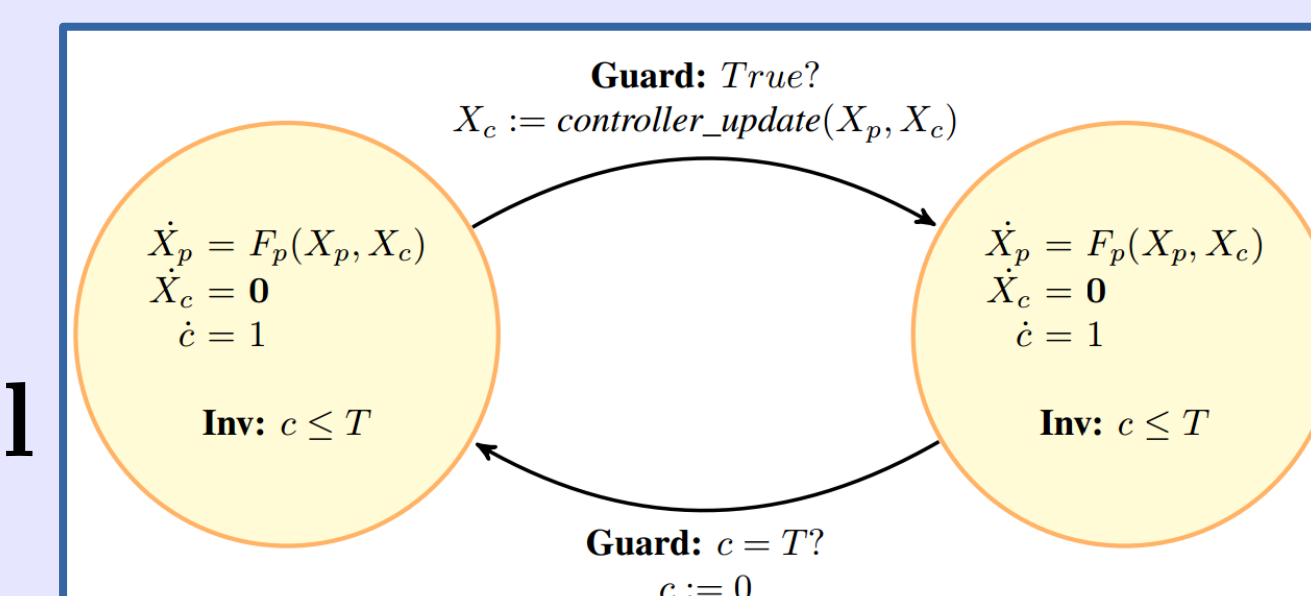 Guard: True?
X_c := controller_update(X_p, X_c)
Ẋ_p = F_p(X_p, X_c)
Ẋ_c = 0
ċ = 1
Inv: c ≤ T
Ẋ_p = F_p(X_p, X_c)
Ẋ_c = 0
ċ = 1
Inv: c ≤ T
l
Guard: c = T?
c := 0